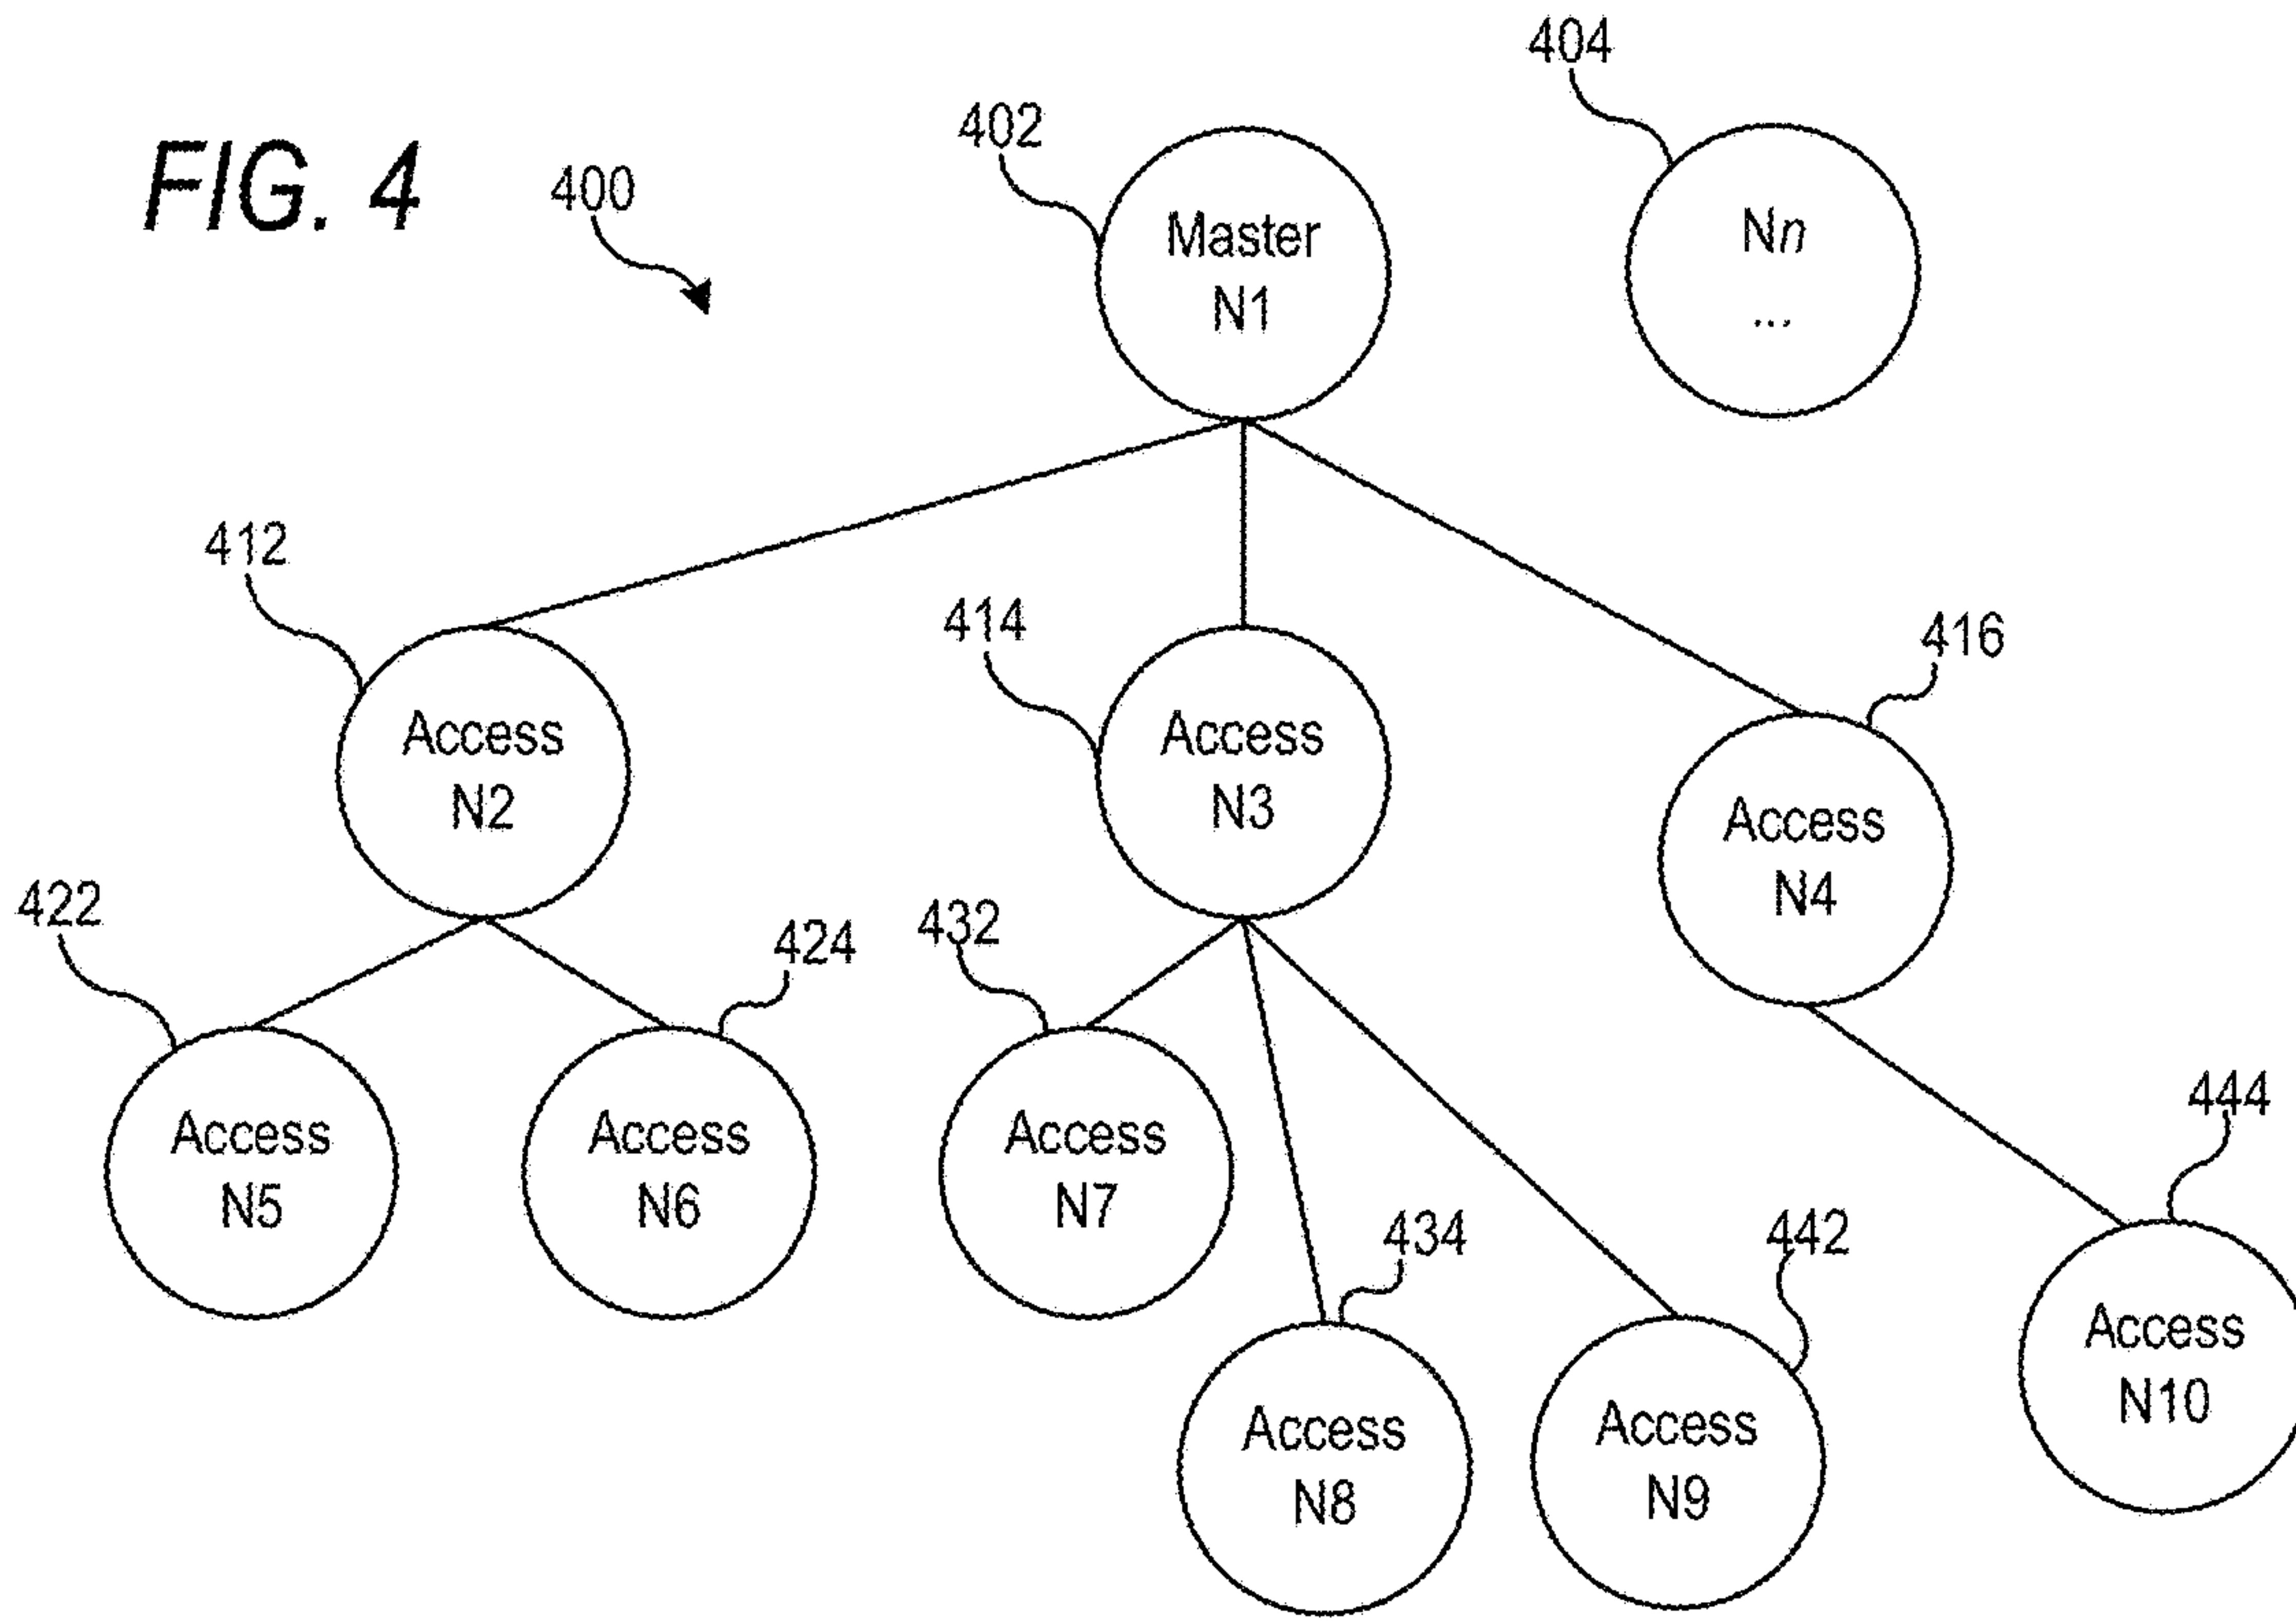 FIG. 4
400
402
404
Master
N1
Nn
...
412
414
416
Access
N2
Access
N3
Access
N4
422
424
432
434
442
444
Access
N5
Access
N6
Access
N7
Access
N8
Access
N9
Access
N10